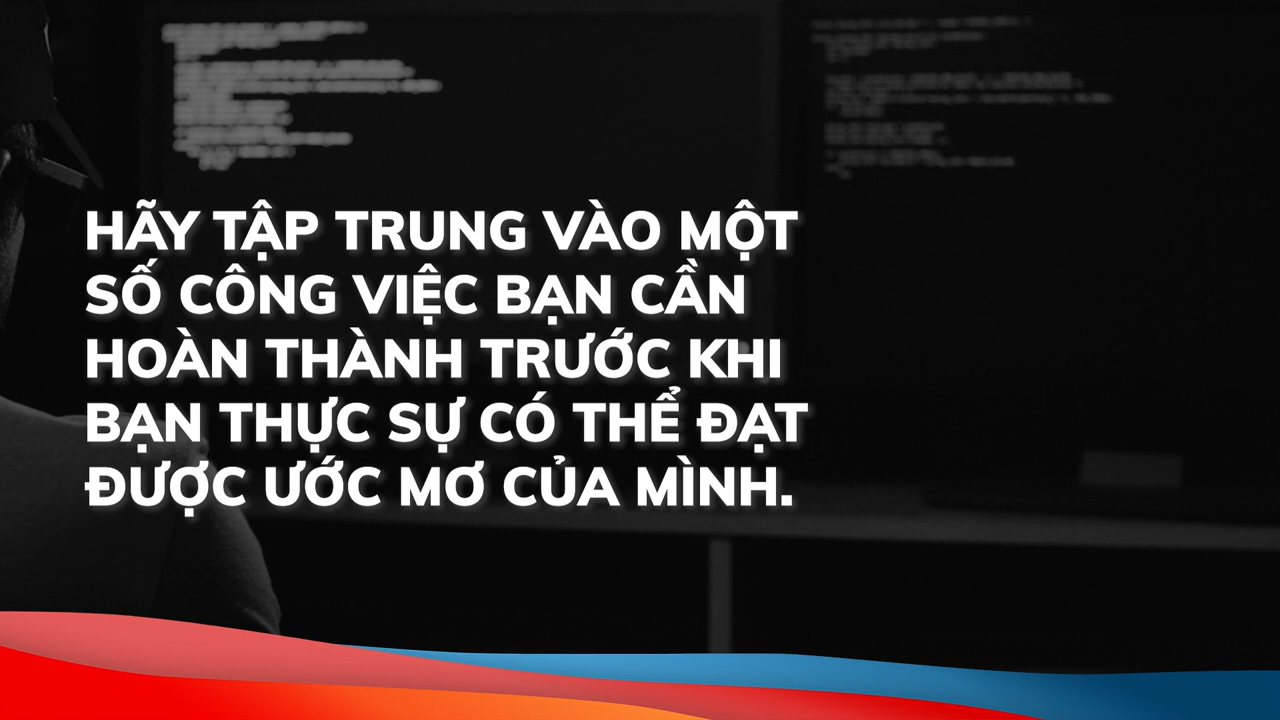 HÃY TẬP TRUNG VÀO MỘT
SỐ CÔNG VIỆC BẠN CẦN
HOÀN THÀNH TRƯỚC KHI
BẠN THỰC SỰ CÓ THỂ ĐẠT
ĐƯỢC ƯỚC MƠ CỦA MÌNH.